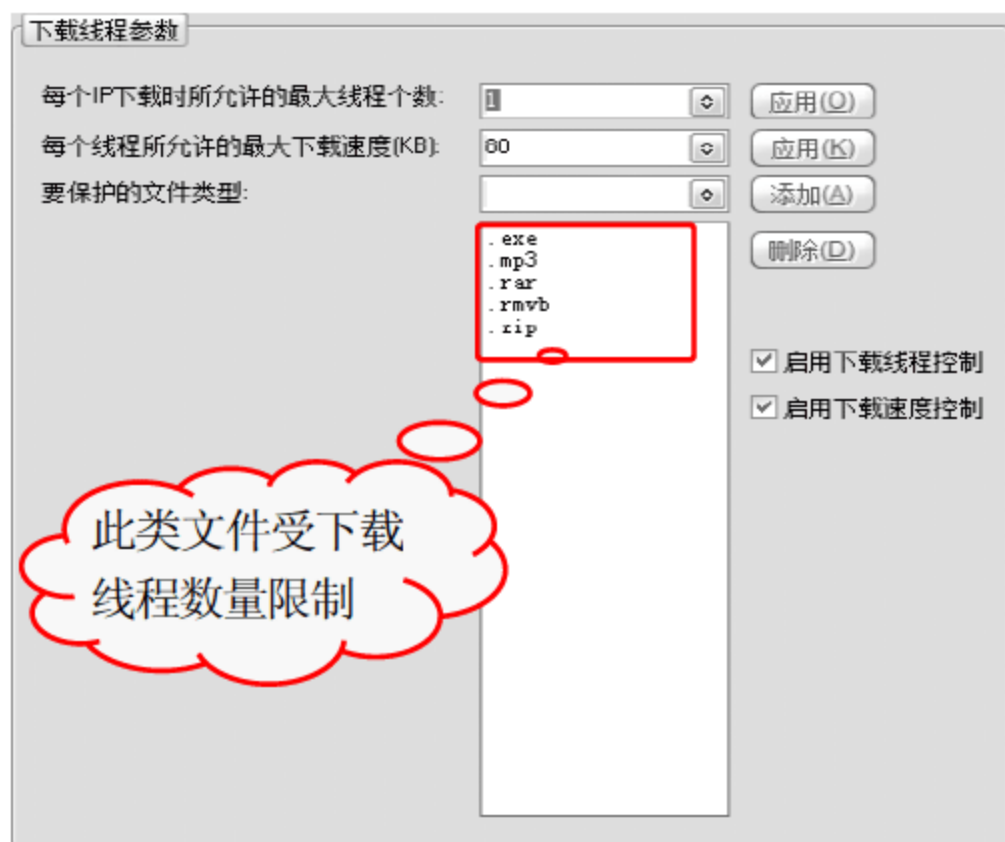 下载线程参数
每个IP下载时所允许的最大线程个数:
1
应用(O)
每个线程所允许的最大下载速度(KB):
80
应用(K)
要保护的文件类型:
添加(A)
.exe
.mp3
.rar
.rmvb
.zip
删除(D)
启用下载线程控制
启用下载速度控制
此类文件受下载
线程数量限制